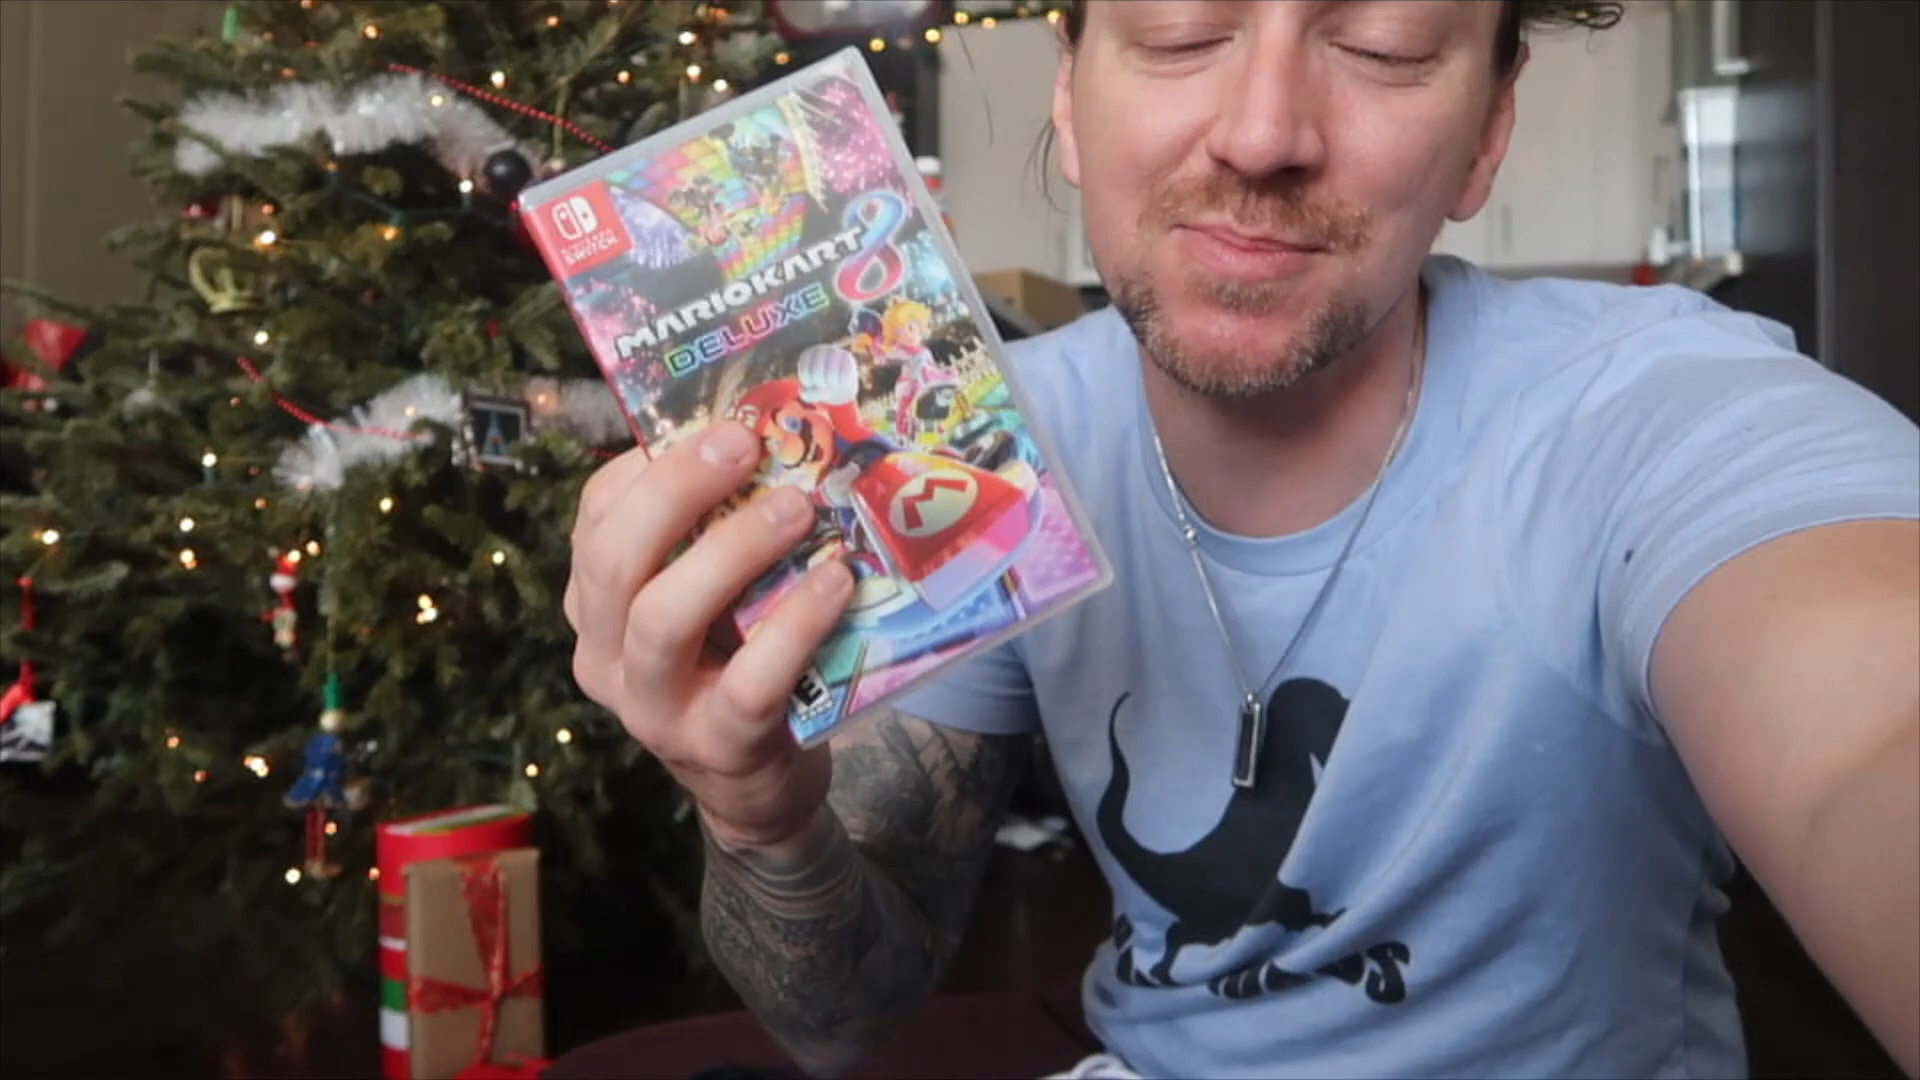 NINTENDO
SWITCH
MARIOKART 8
DELUXE
M
E